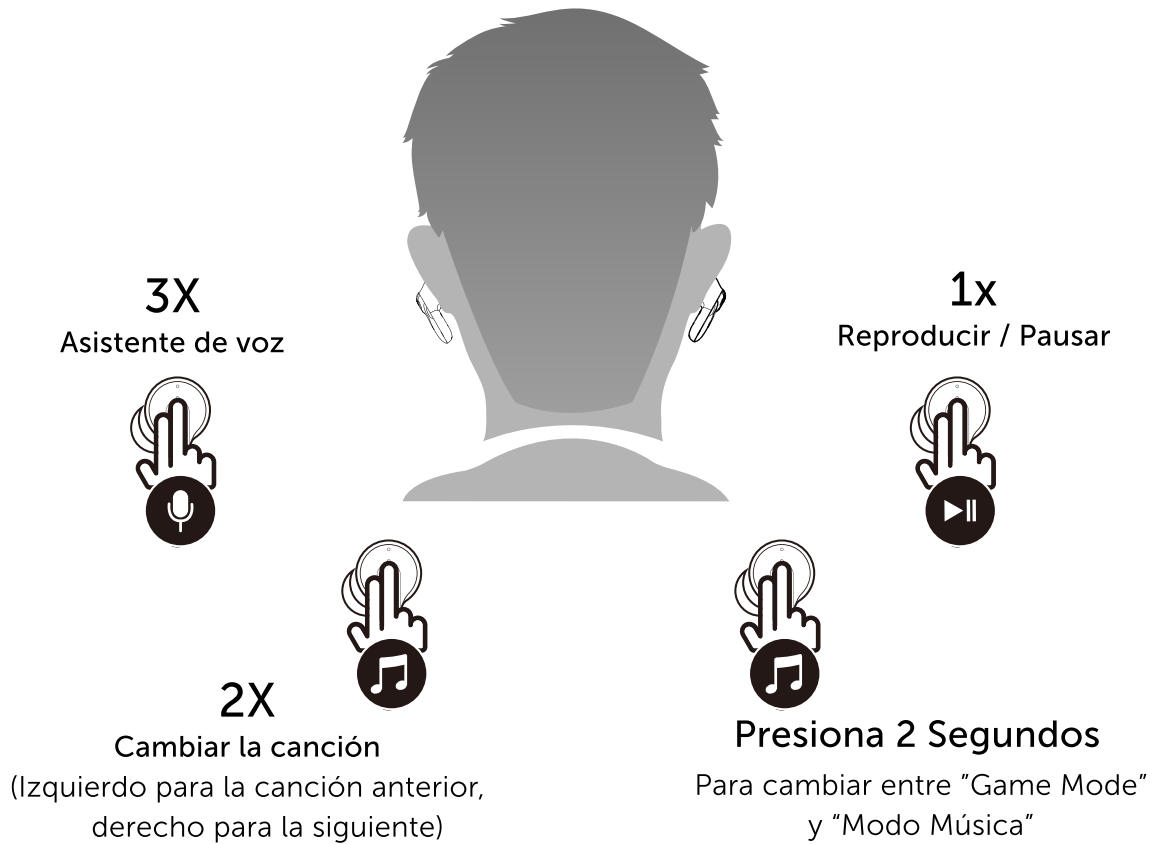 3X
Asistente de voz
1x
Reproducir / Pausar
2X
Cambiar la canción
(Izquierdo para la canción anterior,
derecho para la siguiente)
Presiona 2 Segundos
Para cambiar entre ”Game Mode”
y “Modo Música”